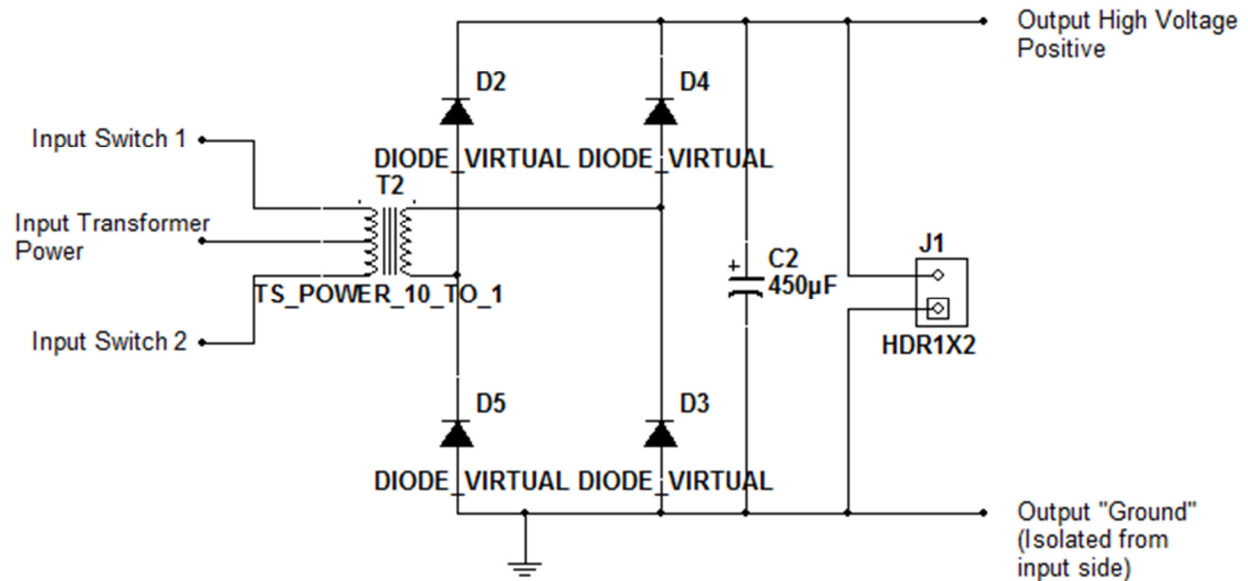 Output High Voltage
Positive
D2
D4
Input Switch 1
DIODE_VIRTUAL
DIODE_VIRTUAL
T2
Input Transformer
Power
J1
C2
+
450µF
TS_POWER_10_TO_1
Input Switch 2
HDR1X2
D5
D3
DIODE_VIRTUAL
DIODE_VIRTUAL
Output "Ground"
(Isolated from
input side)